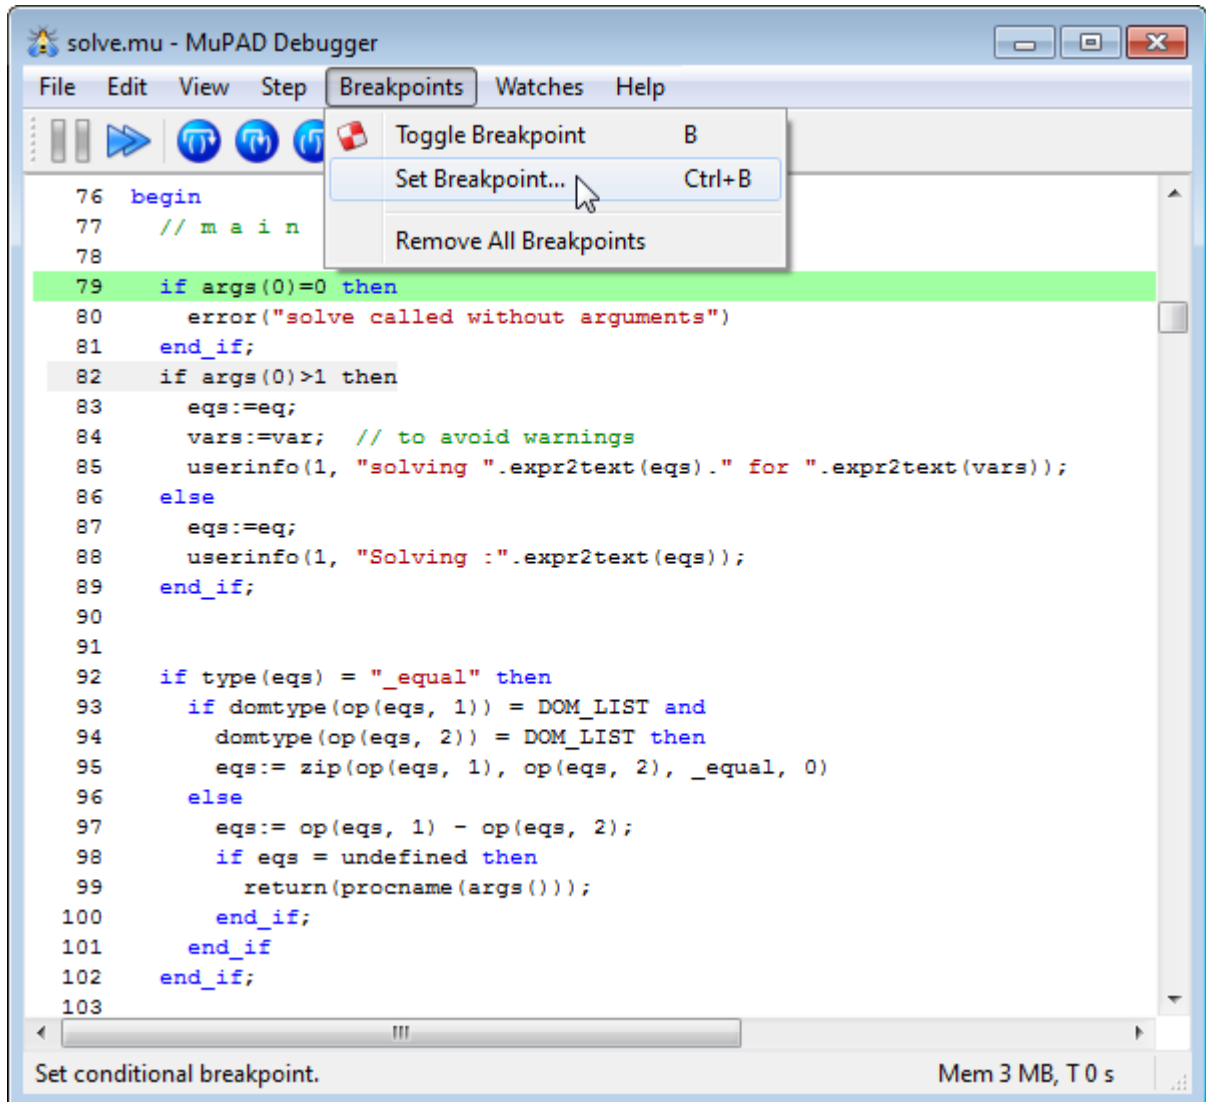 solve.mu - MuPAD Debugger
File Edit View Step Breakpoints Watches Help
Toggle Breakpoint B
Set Breakpoint... Ctrl+B
Remove All Breakpoints
76 begin
77 // m a i n
78
79 if args(0)=0 then
80 error("solve called without arguments")
81 end_if;
82 if args(0)>1 then
83 eqs:=eq;
84 vars:=var; // to avoid warnings
85 userinfo(1, "solving ".expr2text(eqs)." for ".expr2text(vars));
86 else
87 eqs:=eq;
88 userinfo(1, "Solving :".expr2text(eqs));
89 end_if;
90
91
92 if type(eqs) = "_equal" then
93 if domtype(op(eqs, 1)) = DOM_LIST and
94 domtype(op(eqs, 2)) = DOM_LIST then
95 eqs:= zip(op(eqs, 1), op(eqs, 2), _equal, 0)
96 else
97 eqs:= op(eqs, 1) - op(eqs, 2);
98 if eqs = undefined then
99 return(procname(args()));
100 end_if;
101 end_if
102 end_if;
103
Set conditional breakpoint. Mem 3 MB, T 0 s